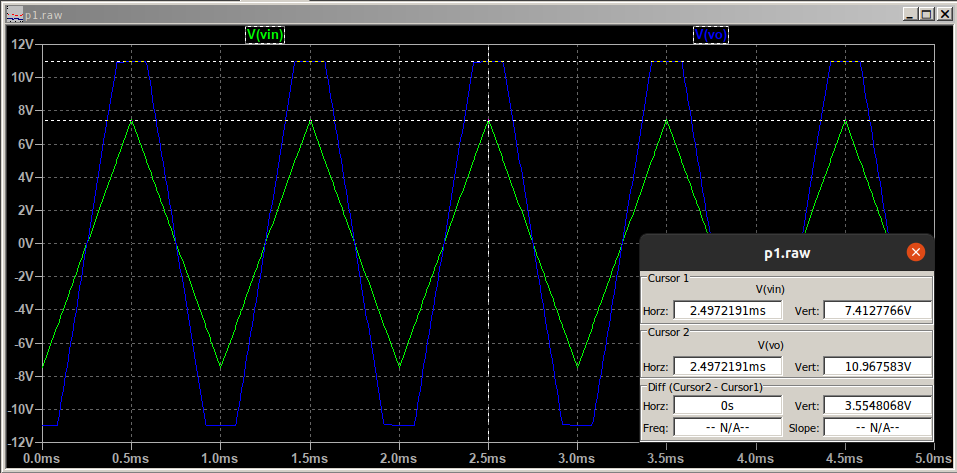 p1.raw
V(vin) V(vo)
12V
10V
8V
6V
4V
2V
0V
-2V
-4V
-6V
-8V
-10V
-12V
0.0ms 0.5ms 1.0ms 1.5ms 2.0ms 2.5ms 3.0ms 3.5ms 4.0ms 4.5ms 5.0ms
p1.raw
Cursor 1
V(vin)
Horz: 2.4972191ms Vert: 7.4127766V
Cursor 2
V(vo)
Horz: 2.4972191ms Vert: 10.967583V
Diff (Cursor2 - Cursor1)
Horz: 0s Vert: 3.5548068V
Freq: -- N/A-- Slope: -- N/A--